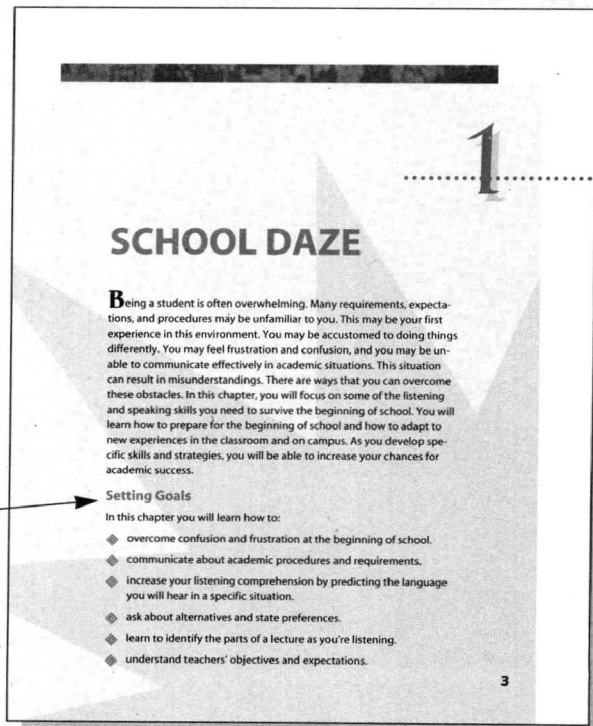 1
SCHOOL DAZE
Being a student is often overwhelming. Many requirements, expecta-
tions, and procedures may be unfamiliar to you. This may be your first
experience in this environment. You may be accustomed to doing things
differently. You may feel frustration and confusion, and you may be un-
able to communicate effectively in academic situations. This situation
can result in misunderstandings. There are ways that you can overcome
these obstacles. In this chapter, you will focus on some of the listening
and speaking skills you need to survive the beginning of school. You will
learn how to prepare for the beginning of school and how to adapt to
new experiences in the classroom and on campus. As you develop spe-
cific skills and strategies, you will be able to increase your chances for
academic success.
Setting Goals
In this chapter you will learn how to:
overcome confusion and frustration at the beginning of school.
communicate about academic procedures and requirements.
increase your listening comprehension by predicting the language
you will hear in a specific situation.
ask about alternatives and state preferences.
learn to identify the parts of a lecture as you're listening.
understand teachers' objectives and expectations.
3